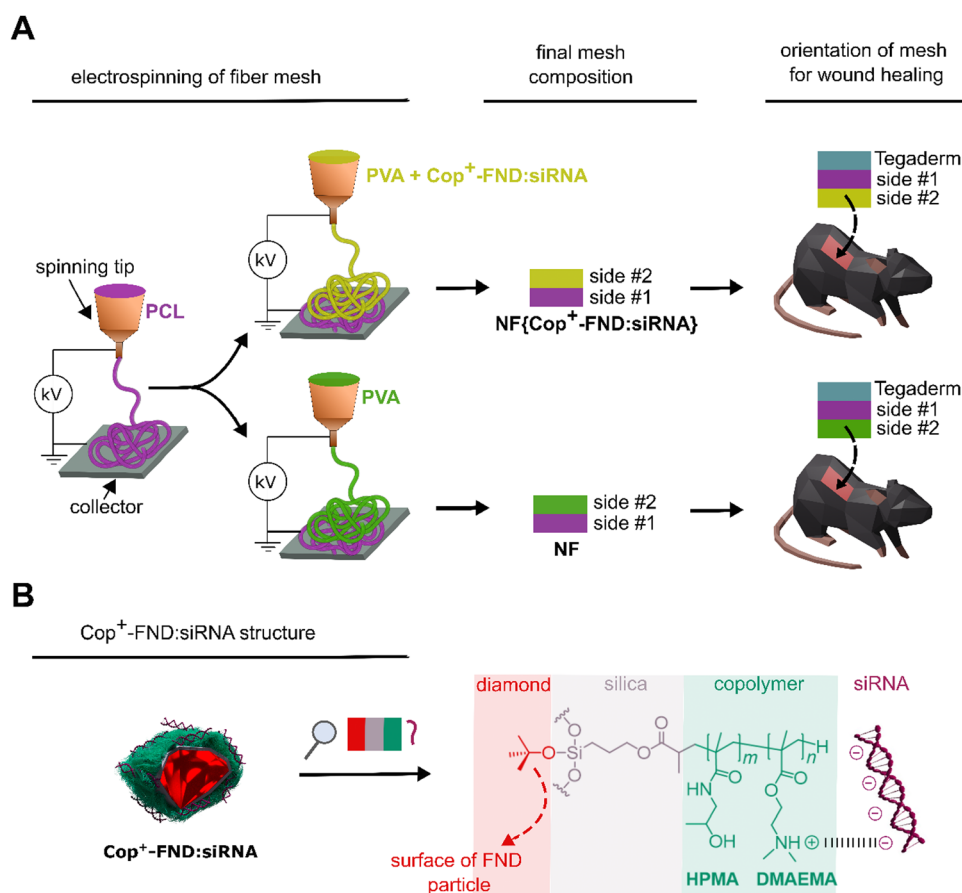 A
electrospinning of fiber mesh
final mesh
composition
orientation of mesh
for wound healing
PVA + Cop⁺-FND:siRNA
Tegaderm
side #1
side #2
kV
spinning tip
PCL
side #2
side #1
NF{Cop⁺-FND:siRNA}
kV
collector
PVA
kV
Tegaderm
side #1
side #2
side #2
side #1
NF
B
Cop⁺-FND:siRNA structure
diamond
silica
copolymer
siRNA
Cop⁺-FND:siRNA
O
O
Si
O
O
O
m
n
H
HN
O
O
O
OH
NH
+
−
−
−
−
surface of FND
particle
HPMA
DMAEMA